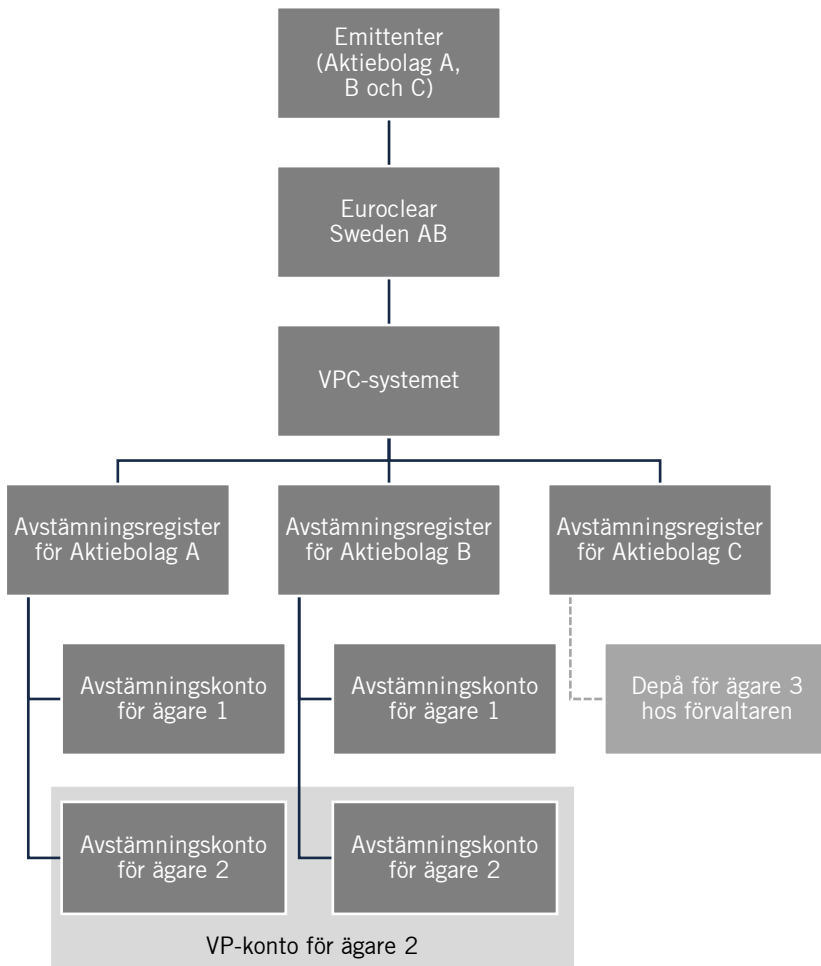 Emittenter
(Aktiebolag A,
B och C)
Euroclear
Sweden AB
VPC-systemet
Avstämningsregister
för Aktiebolag A
Avstämningsregister
för Aktiebolag B
Avstämningsregister
för Aktiebolag C
Avstämningskonto
för ägare 1
Avstämningskonto
för ägare 1
Depå för ägare 3
hos förvaltaren
Avstämningskonto
för ägare 2
Avstämningskonto
för ägare 2
VP-konto för ägare 2